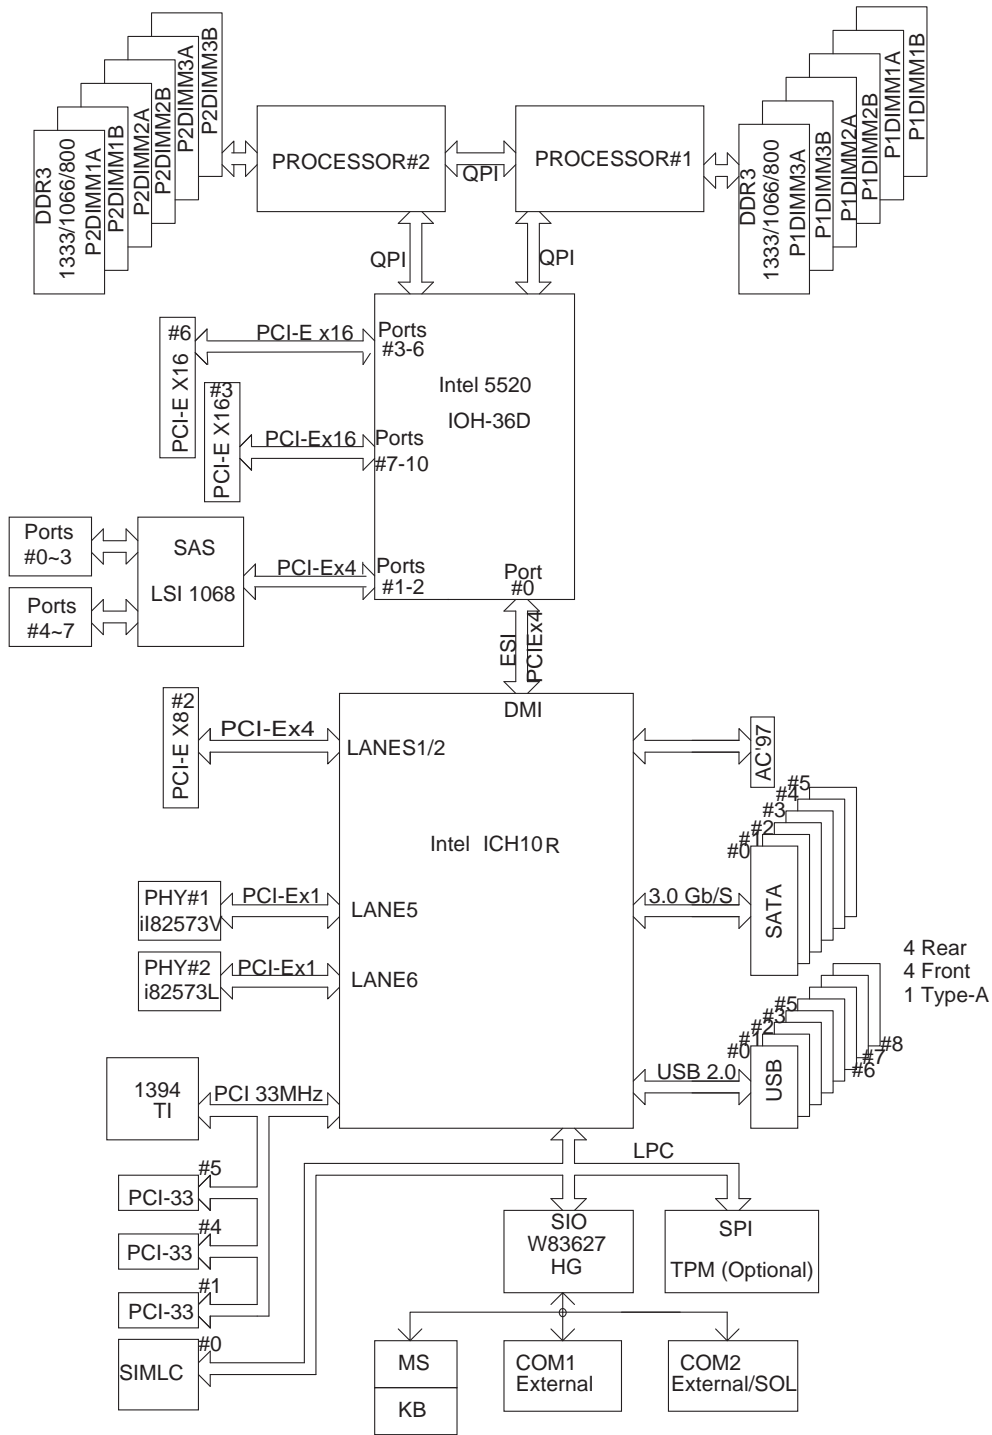 DDR3
1333/1066/800
P2DIMM1A
P2DIMM1B
P2DIMM2A
P2DIMM2B
P2DIMM3A
P2DIMM3B
PROCESSOR#2
QPI
PROCESSOR#1
DDR3
1333/1066/800
P1DIMM3A
P1DIMM3B
P1DIMM2A
P1DIMM2B
P1DIMM1A
P1DIMM1B
QPI
QPI
#6
PCI-E X16
PCI-E x16
Ports
#3-6
Intel 5520
IOH-36D
#3
PCI-E X16
PCI-Ex16
Ports
#7-10
Ports
#0~3
Ports
#4~7
SAS
LSI 1068
PCI-Ex4
Ports
#1-2
Port
#0
ESI
PCIEx4
DMI
#2
PCI-E X8
PCI-Ex4
LANES1/2
AC'97
Intel ICH10 R
#0
#1
#2
#3
#4
#5
3.0 Gb/S
SATA
PHY#1
iI82573V
PCI-Ex1
LANE5
PHY#2
i82573L
PCI-Ex1
LANE6
4 Rear
4 Front
1 Type-A
#0
#1
#2
#3
#5
#8
#7
#6
USB 2.0
USB
1394
TI
PCI 33MHz
LPC
#5
PCI-33
#4
PCI-33
#1
PCI-33
#0
SIMLC
SIO
W83627
HG
SPI
TPM (Optional)
MS
KB
COM1
External
COM2
External/SOL